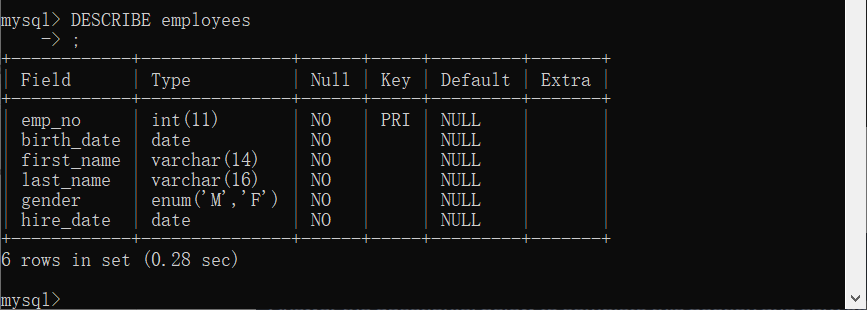 mysql> DESCRIBE employees
    -> ;
+------------+---------------+------+-----+---------+-------+
| Field      | Type          | Null | Key | Default | Extra |
+------------+---------------+------+-----+---------+-------+
| emp_no     | int(11)       | NO   | PRI | NULL    |       |
| birth_date | date          | NO   |     | NULL    |       |
| first_name | varchar(14)   | NO   |     | NULL    |       |
| last_name  | varchar(16)   | NO   |     | NULL    |       |
| gender     | enum('M','F') | NO   |     | NULL    |       |
| hire_date  | date          | NO   |     | NULL    |       |
+------------+---------------+------+-----+---------+-------+
6 rows in set (0.28 sec)
mysql>